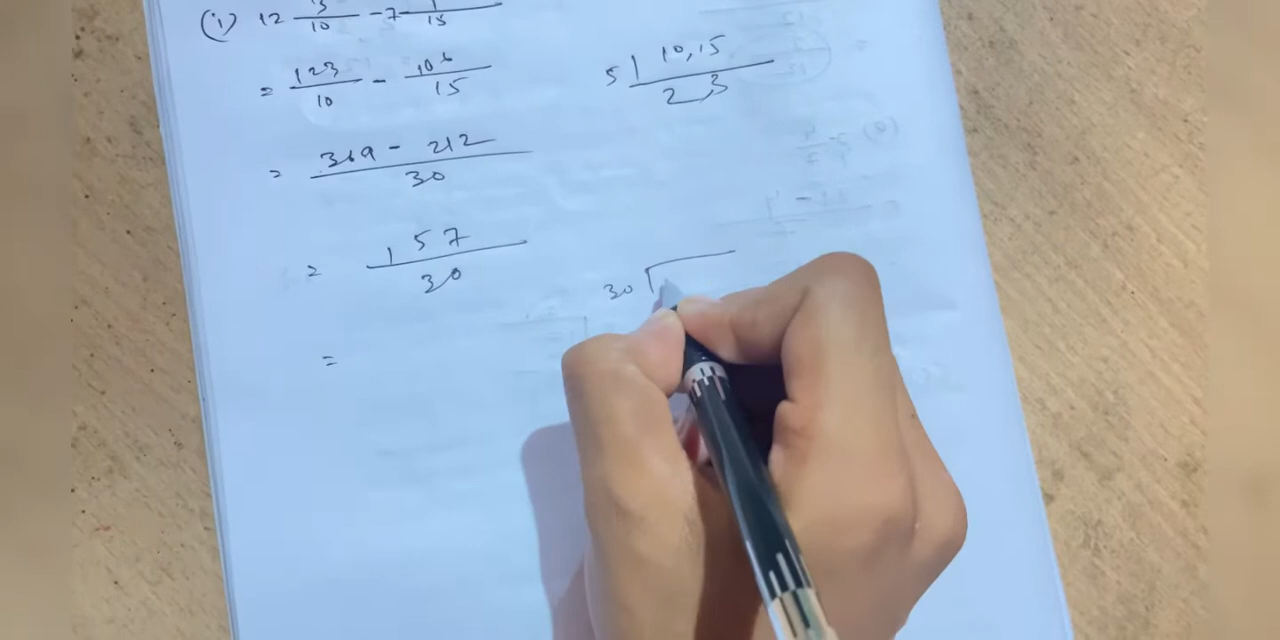 (i) 12 3/10 - 7 1/15
= 123/10 - 106/15
5 | 10, 15
2, 3
= 369 - 212 / 30
= 157/30
30
=